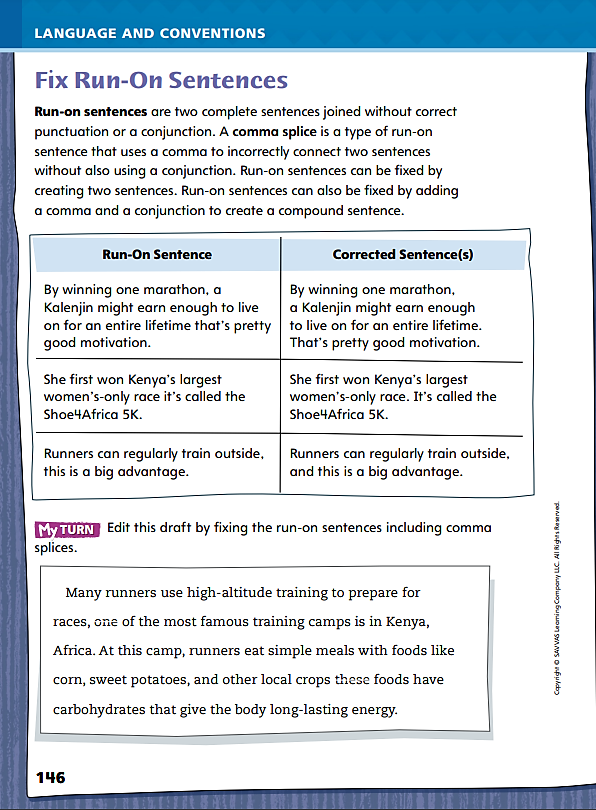 LANGUAGE AND CONVENTIONS
Fix Run-On Sentences
Run-on sentences are two complete sentences joined without correct
punctuation or a conjunction. A comma splice is a type of run-on
sentence that uses a comma to incorrectly connect two sentences
without also using a conjunction. Run-on sentences can be fixed by
creating two sentences. Run-on sentences can also be fixed by adding
a comma and a conjunction to create a compound sentence.
Run-On Sentence
Corrected Sentence(s)
By winning one marathon, a
Kalenjin might earn enough to live
on for an entire lifetime that's pretty
good motivation.
By winning one marathon,
a Kalenjin might earn enough
to live on for an entire lifetime.
That's pretty good motivation.
She first won Kenya's largest
women's-only race it's called the
Shoe4Africa 5K.
She first won Kenya's largest
women's-only race. It's called the
Shoe4Africa 5K.
Runners can regularly train outside,
this is a big advantage.
Runners can regularly train outside,
and this is a big advantage.
My TURN Edit this draft by fixing the run-on sentences including comma
splices.
Many runners use high-altitude training to prepare for
races, one of the most famous training camps is in Kenya,
Africa. At this camp, runners eat simple meals with foods like
corn, sweet potatoes, and other local crops these foods have
carbohydrates that give the body long-lasting energy.
Copyright © SAVVAS Learning Company LLC. All Rights Reserved.
146